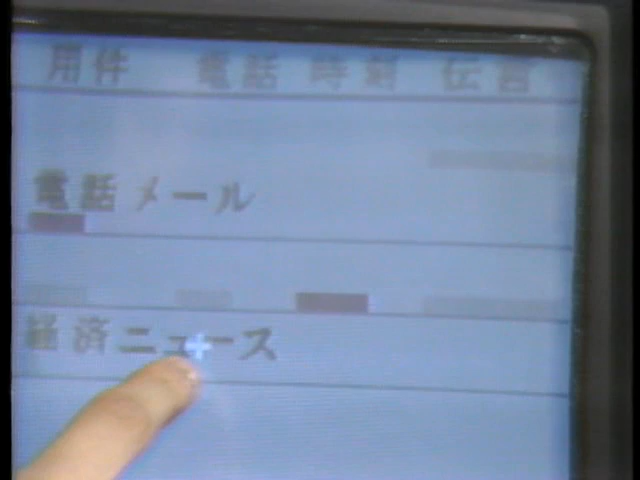 用件 電話 時刻 伝言
電話メール
経済ニュース